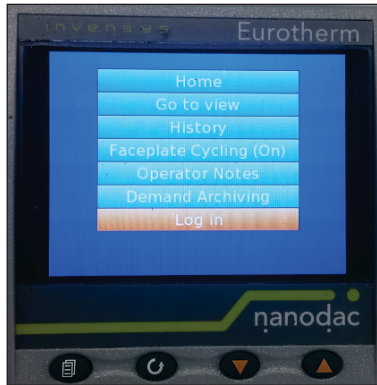 invensys
Eurotherm
Home
Go to view
History
Faceplate Cycling (On)
Operator Notes
Demand Archiving
Log in
nanodac